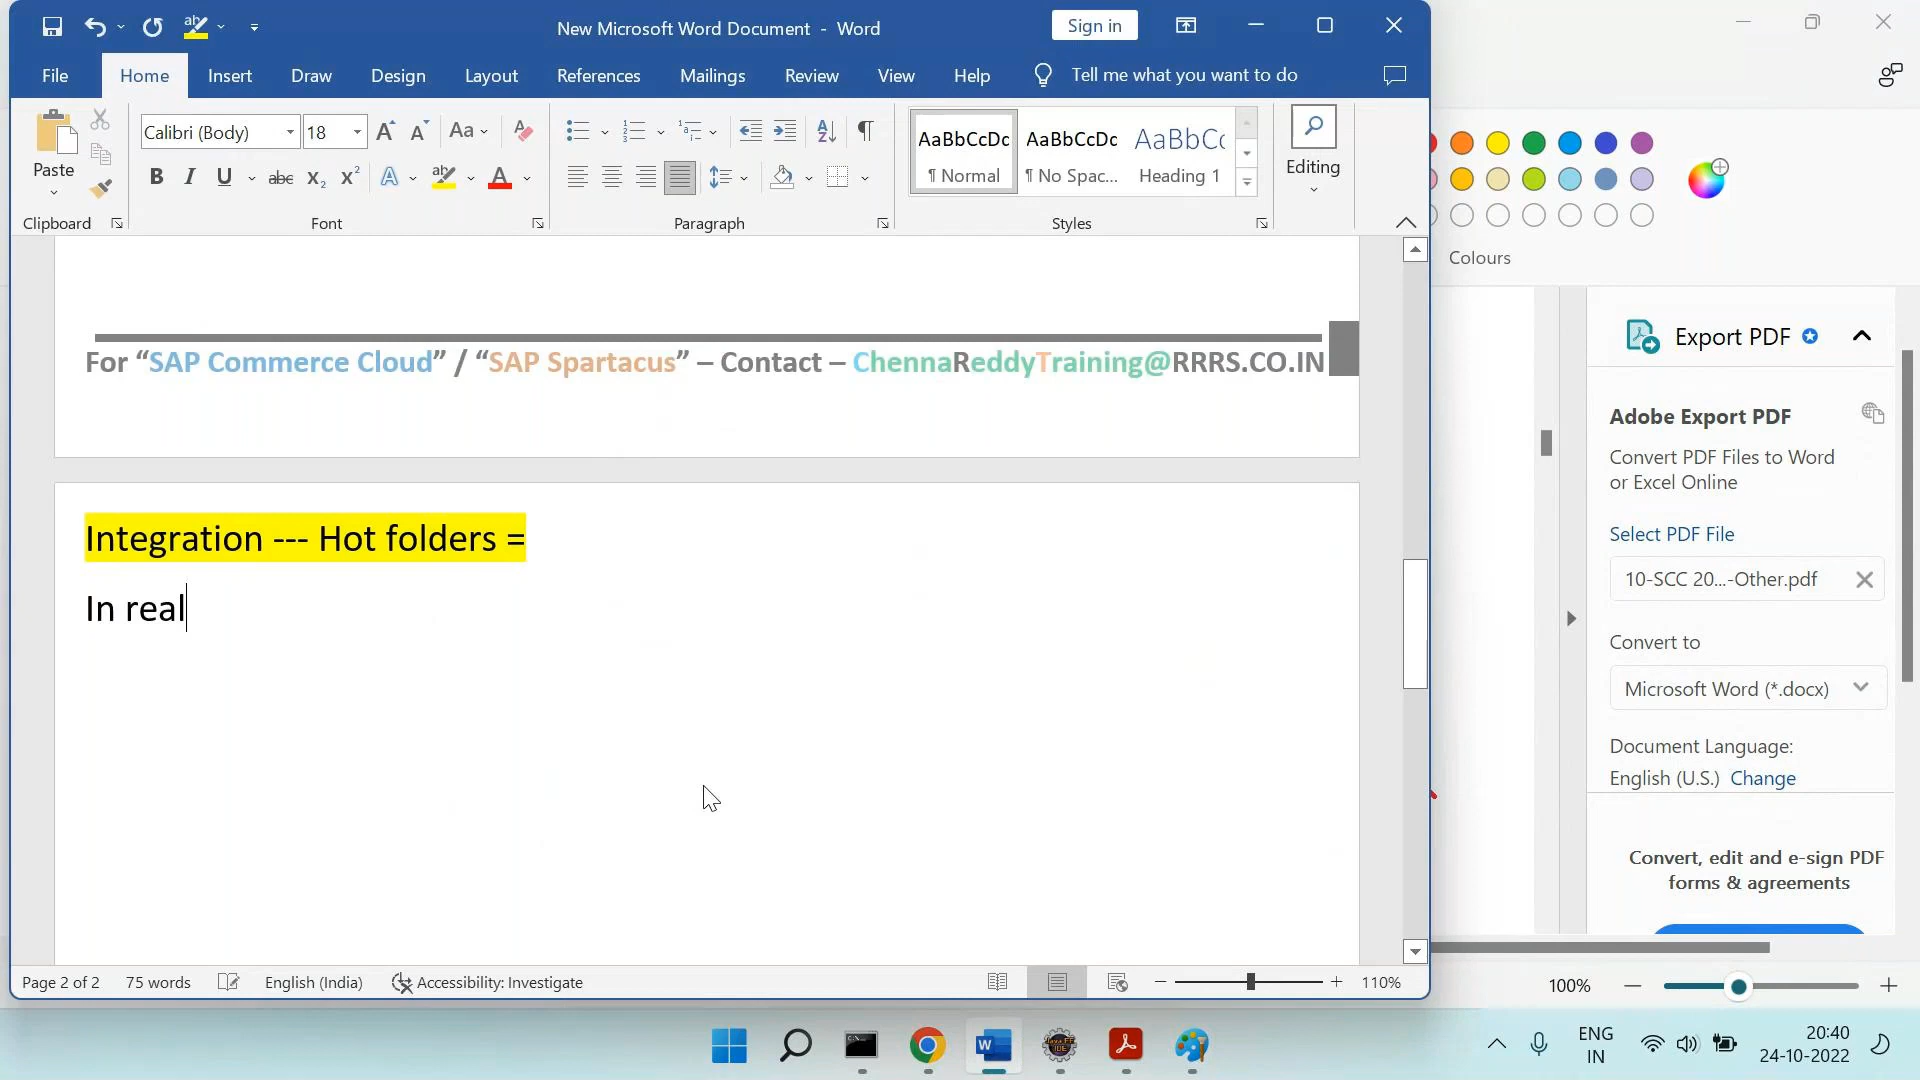 New Microsoft Word Document - Word
Sign in
File Home Insert Draw Design Layout References Mailings Review View Help Tell me what you want to do
Paste
Clipboard
Calibri (Body) 18
Font
Paragraph
AaBbCcDc AaBbCcDc AaBbCc
¶ Normal ¶ No Spac... Heading 1
Styles
Editing
Colours
For “SAP Commerce Cloud” / “SAP Spartacus” – Contact – ChennaReddyTraining@RRRS.CO.IN
Integration --- Hot folders =
In real
Export PDF
Adobe Export PDF
Convert PDF Files to Word
or Excel Online
Select PDF File
10-SCC 20...-Other.pdf
Convert to
Microsoft Word (*.docx)
Document Language:
English (U.S.) Change
Convert, edit and e-sign PDF
forms & agreements
Page 2 of 2 75 words English (India) Accessibility: Investigate 110%
100%
ENG
IN
20:40
24-10-2022